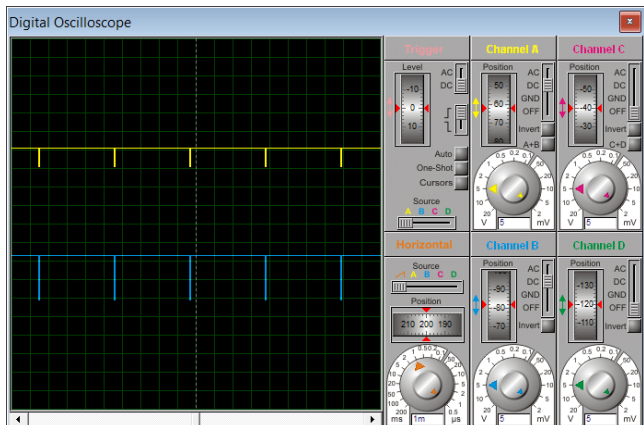 Digital Oscilloscope
Trigger
Level
-10
0
10
AC
DC
Auto
One-Shot
Cursors
Source
A B C D
Channel A
Position
50
60
70
80
AC
DC
GND
OFF
Invert
A+B
V 5 mV
Channel C
Position
-50
-40
-30
AC
DC
GND
OFF
Invert
C+D
V 5 mV
Horizontal
Source
A B C D
Position
210 200 190
ms 1m µs
Channel B
Position
-90
-80
-70
AC
DC
GND
OFF
Invert
V 5 mV
Channel D
Position
-130
-120
-110
AC
DC
GND
OFF
Invert
V 5 mV